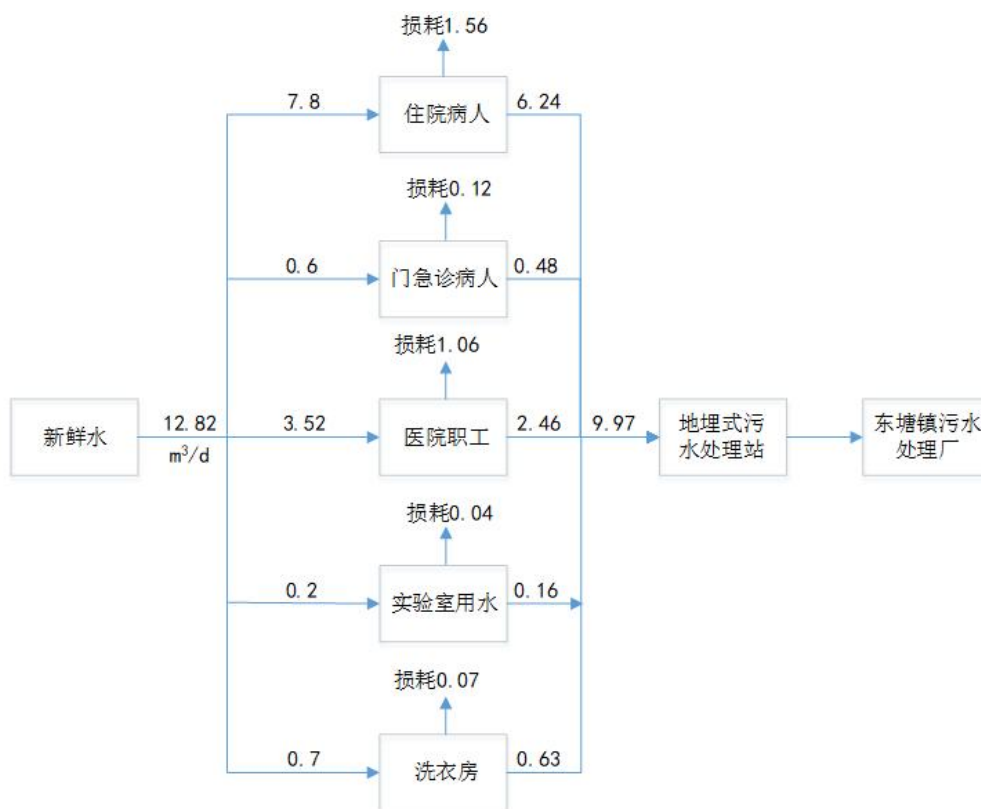 损耗1.56
7.8
住院病人
6.24
损耗0.12
0.6
门急诊病人
0.48
损耗1.06
新鲜水
12.82
m³/d
3.52
医院职工
2.46
9.97
地埋式污
水处理站
东塘镇污水
处理厂
损耗0.04
0.2
实验室用水
0.16
损耗0.07
0.7
洗衣房
0.63